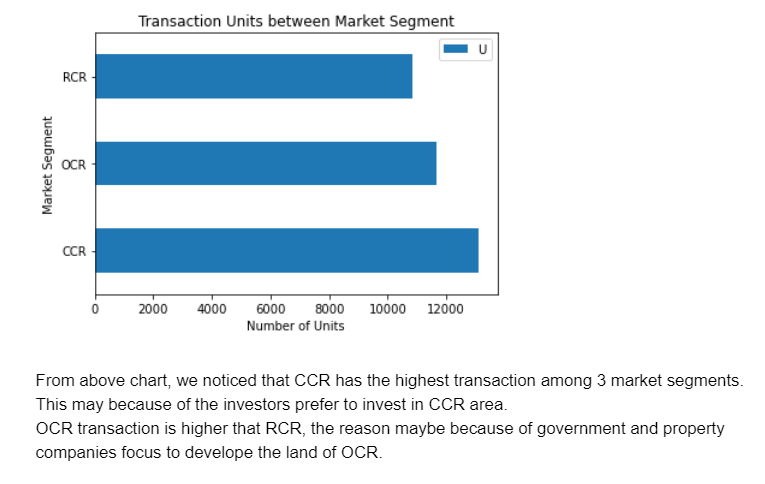 Transaction Units between Market Segment
U
RCR
OCR
CCR
Market Segment
0 2000 4000 6000 8000 10000 12000
Number of Units
From above chart, we noticed that CCR has the highest transaction among 3 market segments.
This may because of the investors prefer to invest in CCR area.
OCR transaction is higher that RCR, the reason maybe because of government and property
companies focus to develope the land of OCR.